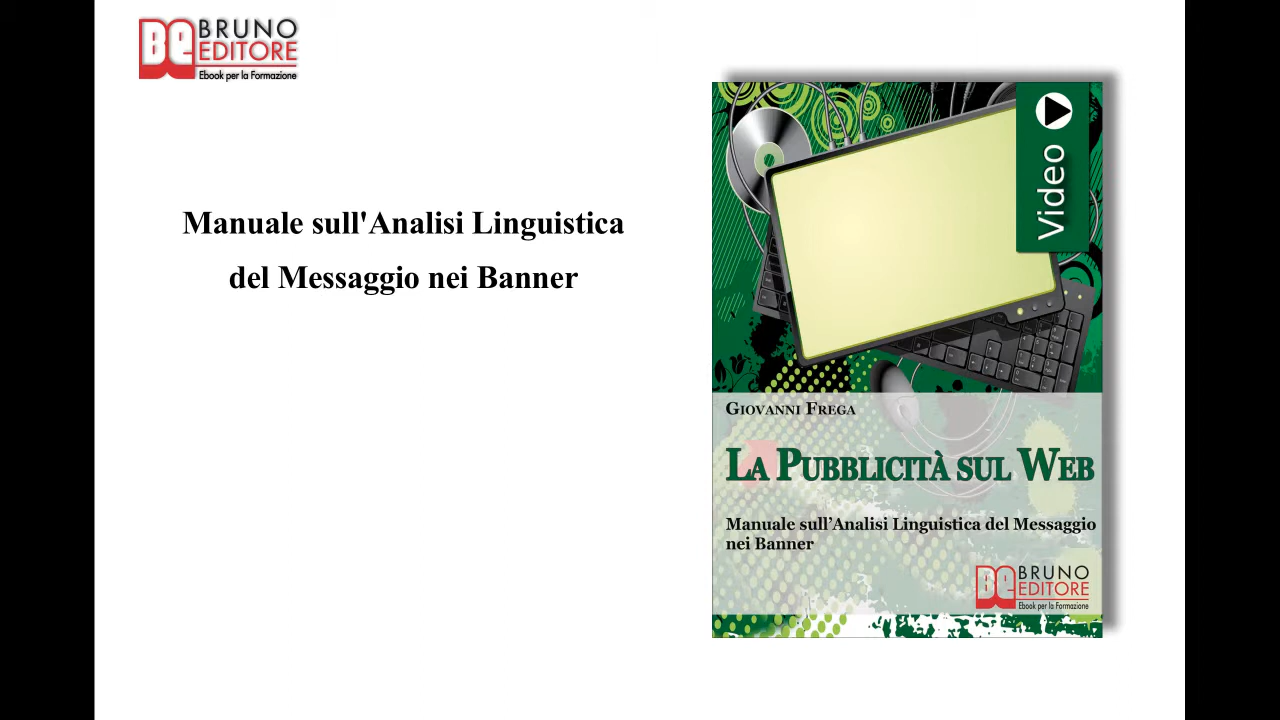 BRUNO
EDITORE
Ebook per la Formazione
Manuale sull'Analisi Linguistica
del Messaggio nei Banner
Video
GIOVANNI FREGA
LA PUBBLICITÀ SUL WEB
Manuale sull’Analisi Linguistica del Messaggio
nei Banner
BRUNO
EDITORE
Ebook per la Formazione